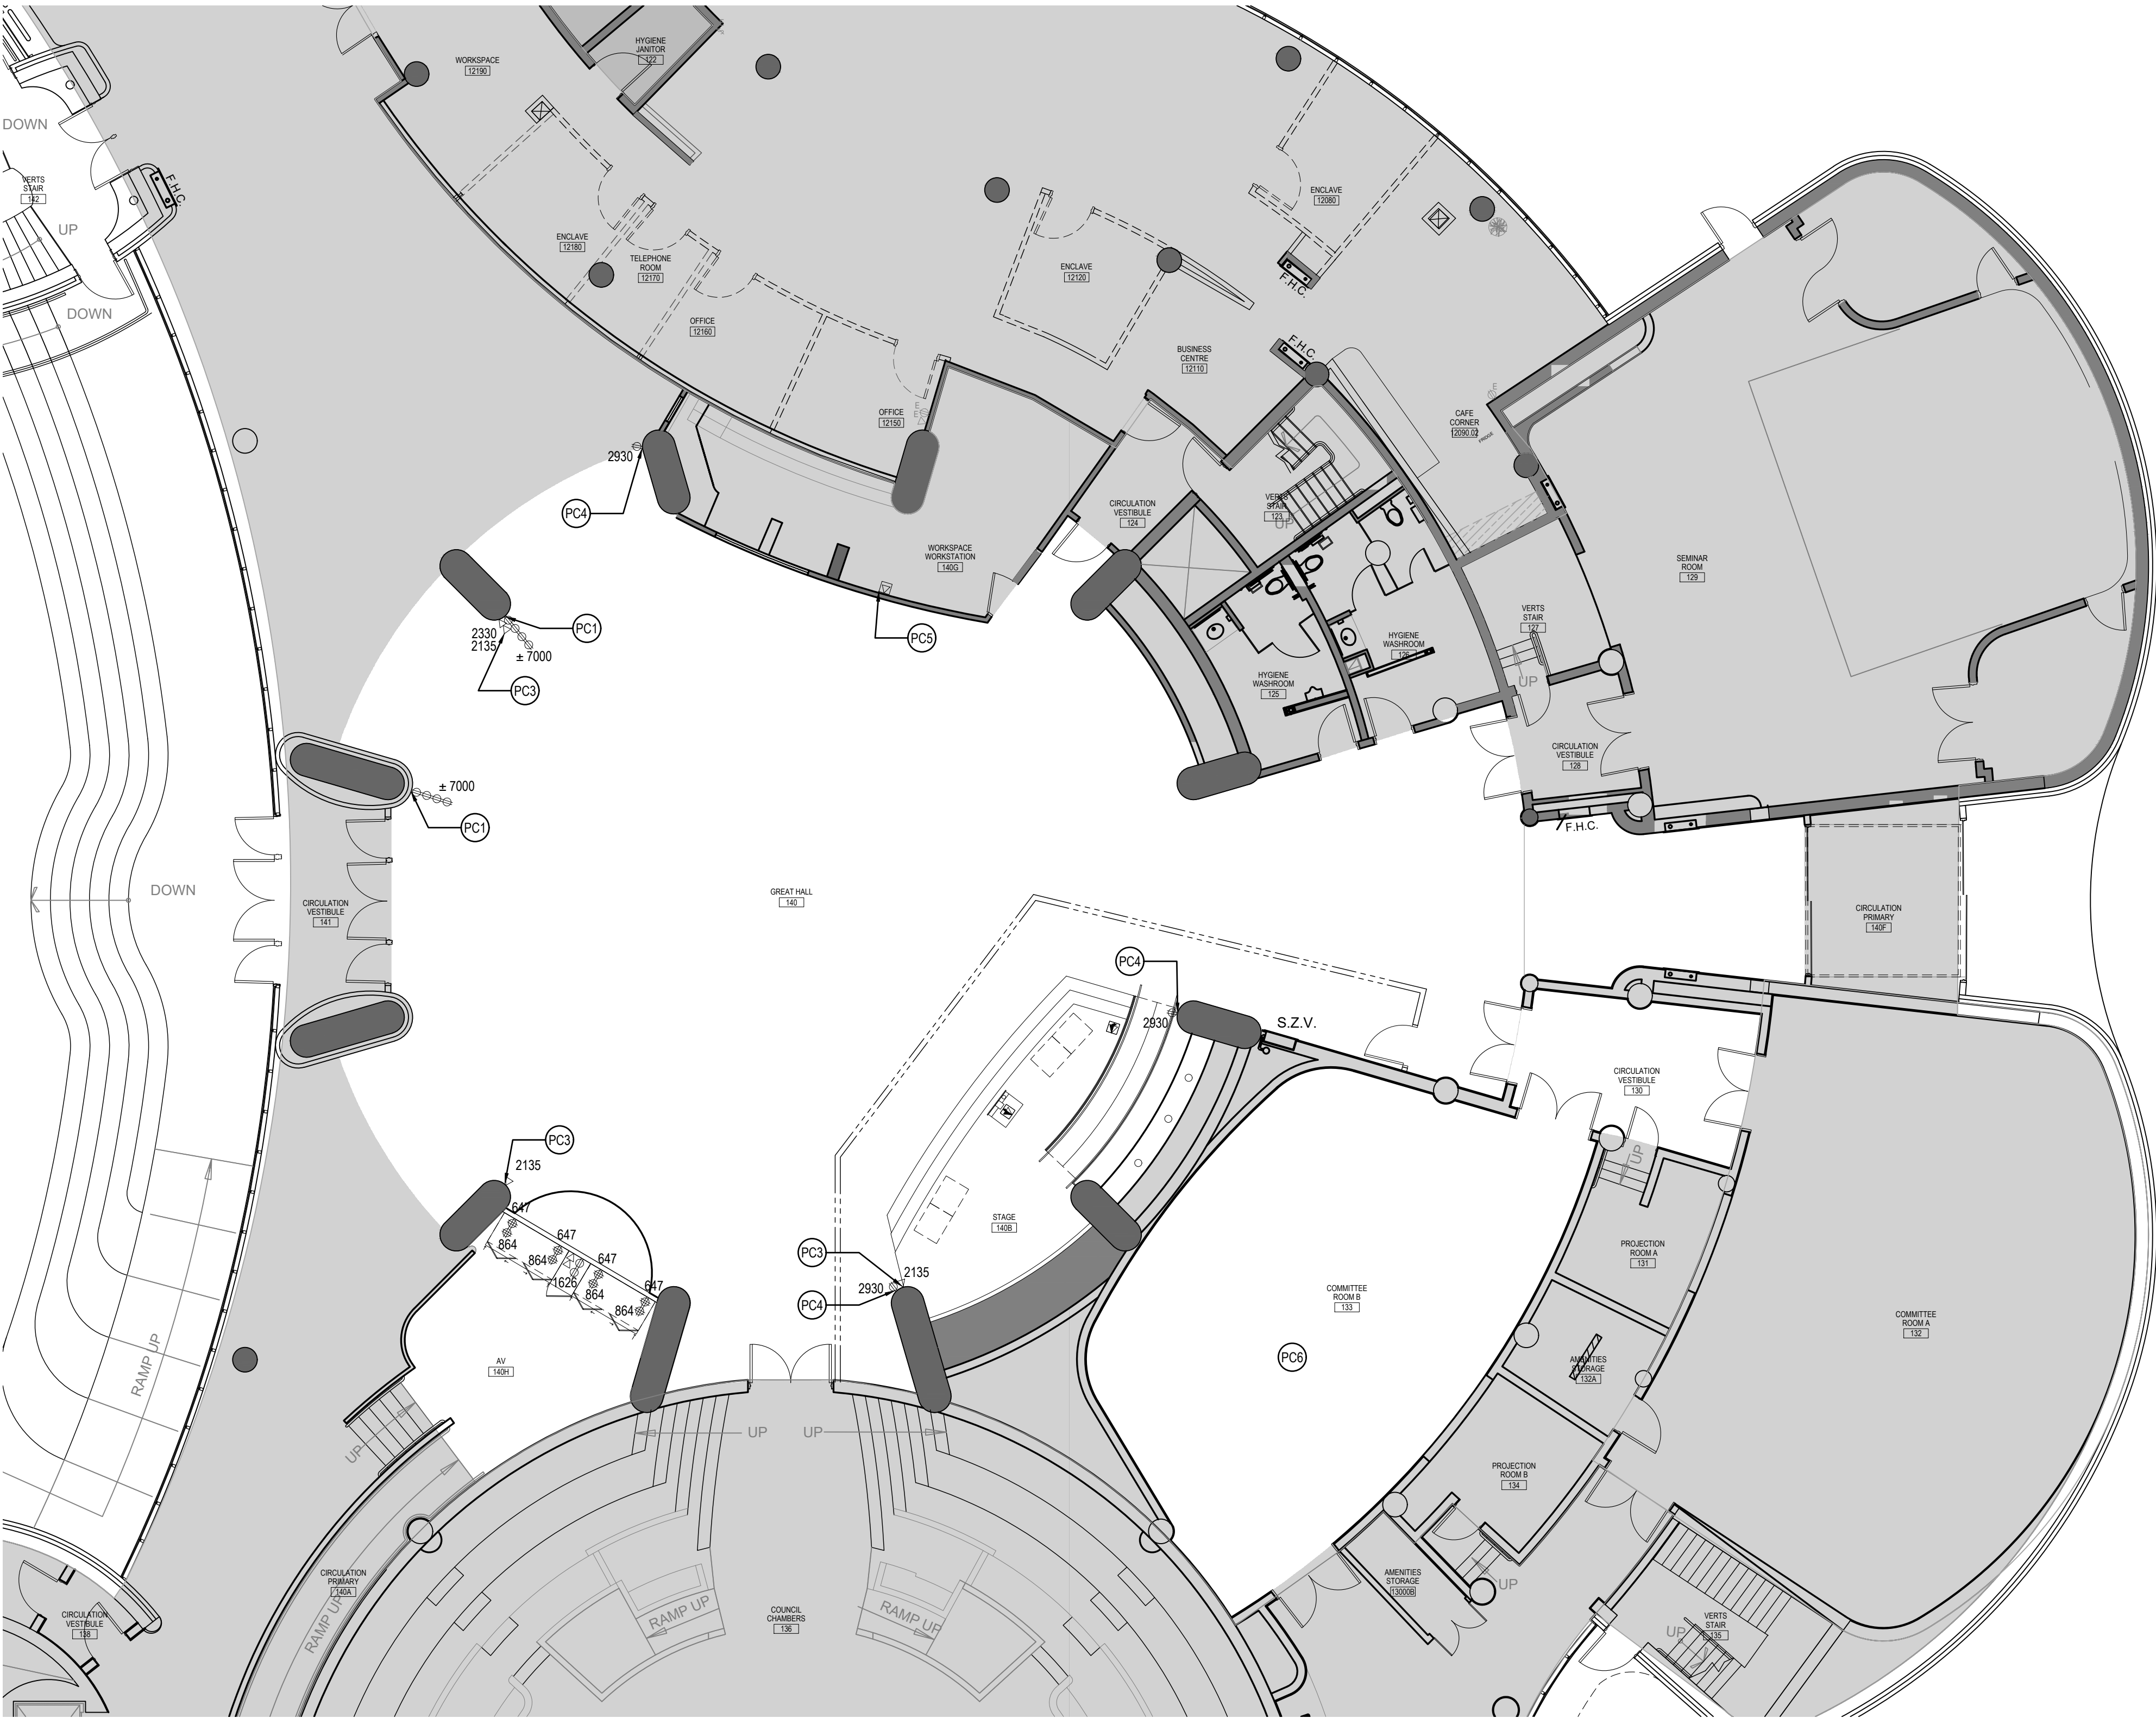 HYGIENE
JANITOR
122
WORKSPACE
12190
DOWN
F.H.C.
VERTS
STAIR
142
UP
ENCLAVE
12080
ENCLAVE
12180
TELEPHONE
ROOM
12170
ENCLAVE
12120
F.H.C.
DOWN
OFFICE
12160
BUSINESS
CENTRE
12110
F.H.C.
OFFICE
12150
E
E
E
CAFE
CORNER
12090.02
FRIDGE
2930
PC4
CIRCULATION
VESTIBULE
124
VERTS
STAIR
123
UP
WORKSPACE
WORKSTATION
140G
SEMINAR
ROOM
129
PC1
2330
2135
± 7000
PC3
PC5
VERTS
STAIR
127
HYGIENE
WASHROOM
126
HYGIENE
WASHROOM
125
UP
CIRCULATION
VESTIBULE
128
± 7000
PC1
F.H.C.
DOWN
GREAT HALL
140
CIRCULATION
VESTIBULE
141
CIRCULATION
PRIMARY
140F
PC4
2930
S.Z.V.
CIRCULATION
VESTIBULE
130
PC3
2135
UP
647
864
647
864
1626
647
864
647
864
STAGE
140B
PC3
2135
2930
PC4
PROJECTION
ROOM A
131
COMMITTEE
ROOM B
133
COMMITTEE
ROOM A
132
PC6
RAMP UP
AV
140H
AMENITIES
STORAGE
132A
UP
UP
UP
PROJECTION
ROOM B
134
CIRCULATION
PRIMARY
140A
RAMP UP
AMENITIES
STORAGE
13000B
UP
CIRCULATION
VESTIBULE
138
COUNCIL
CHAMBERS
136
RAMP UP
RAMP UP
VERTS
STAIR
135
UP